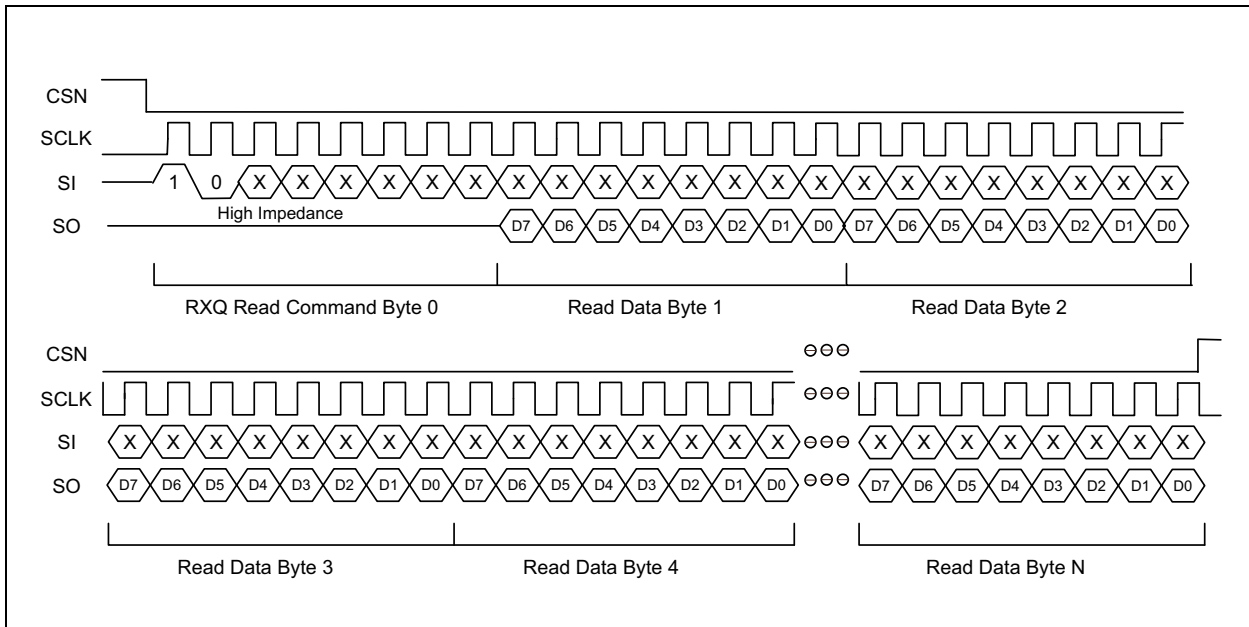 CSN
SCLK
SI 1 0 X X X X X X X X X X X X X X X X X X X X X X
High Impedance
SO D7 D6 D5 D4 D3 D2 D1 D0 D7 D6 D5 D4 D3 D2 D1 D0
RXQ Read Command Byte 0 Read Data Byte 1 Read Data Byte 2
CSN
SCLK
SI X X X X X X X X X X X X X X X X X X X X X X X X
SO D7 D6 D5 D4 D3 D2 D1 D0 D7 D6 D5 D4 D3 D2 D1 D0 D7 D6 D5 D4 D3 D2 D1 D0
Read Data Byte 3 Read Data Byte 4 Read Data Byte N